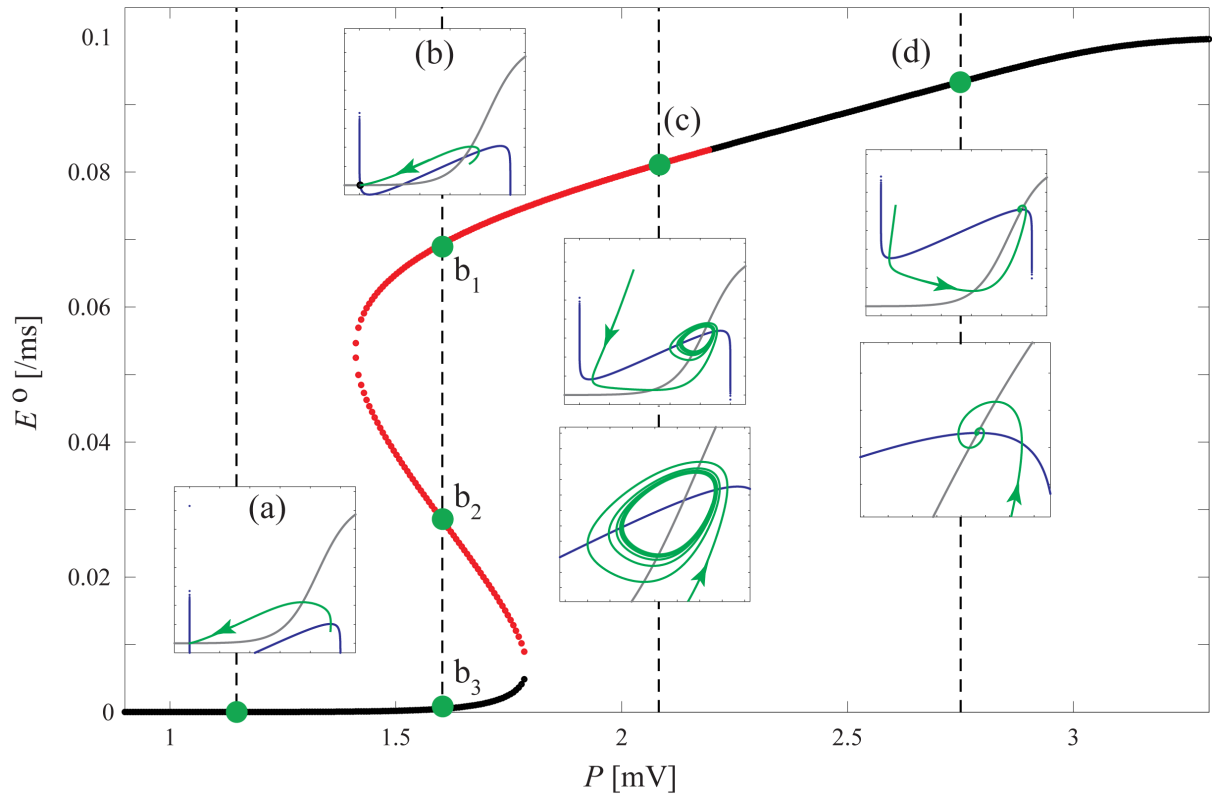 0.1
0.08
0.06
0.04
0.02
0
E° [/ms]
(b)
(d)
(c)
b₁
(a)
b₂
b₃
1
1.5
2
2.5
3
P [mV]